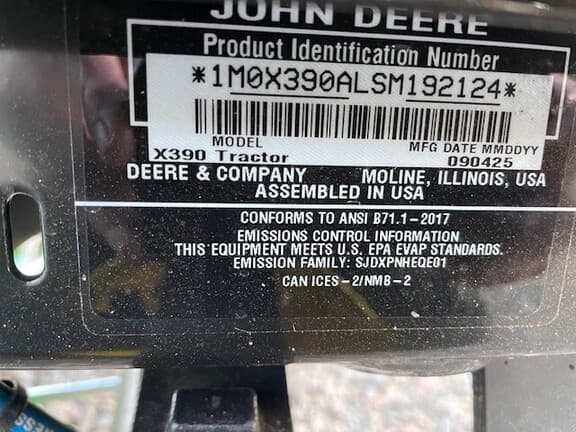 JOHN DEERE
Product Identification Number
*1M0X390ALSM192124*
MODEL MFG DATE MMDDYY
X390 Tractor 090425
DEERE & COMPANY MOLINE, ILLINOIS, USA
ASSEMBLED IN USA
CONFORMS TO ANSI B71.1-2017
EMISSIONS CONTROL INFORMATION
THIS EQUIPMENT MEETS U.S. EPA EVAP STANDARDS.
EMISSION FAMILY: SJDXPNHEQE01
CAN ICES-2/NMB-2